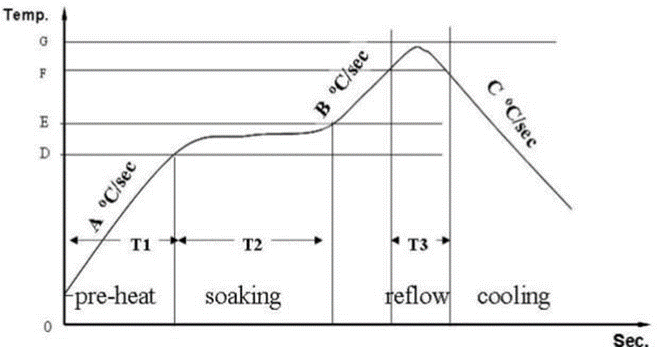 Temp.
G
F
E
D
A °C/sec
B °C/sec
C °C/sec
T1
T2
T3
pre-heat
soaking
reflow
cooling
0
Sec.